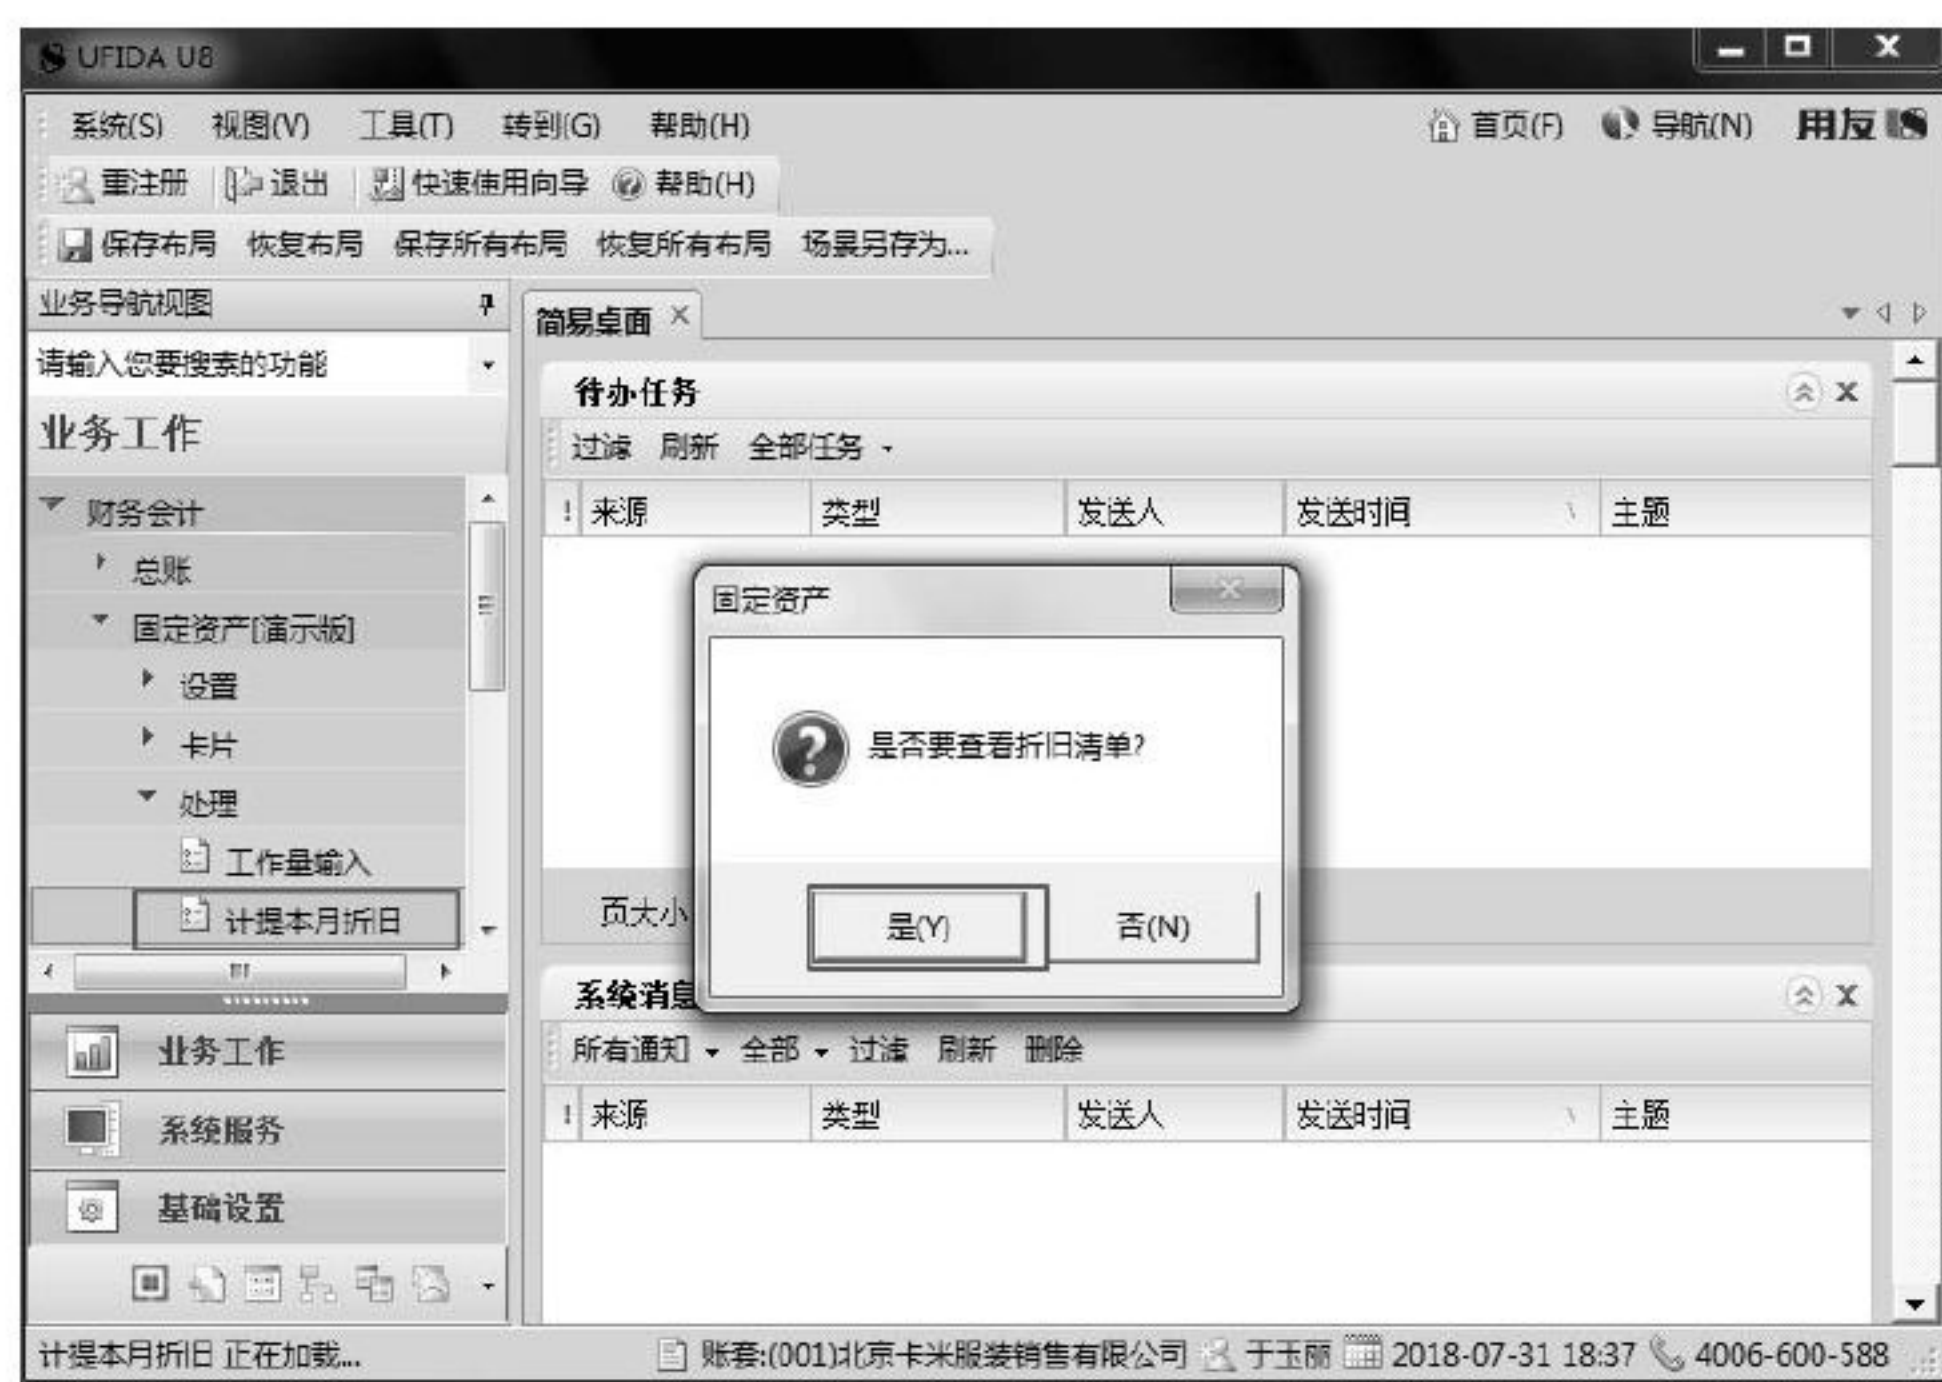 UFIDA U8
系统(S) 视图(V) 工具(T) 转到(G) 帮助(H) 首页(F) 导航(N) 用友
重注册 退出 快速使用向导 帮助(H)
保存布局 恢复布局 保存所有布局 恢复所有布局 场景另存为...
业务导航视图
请输入您要搜索的功能
业务工作
财务会计
总账
固定资产[演示版]
设置
卡片
处理
工作量输入
计提本月折旧
业务工作
系统服务
基础设置
简易桌面
待办任务
过滤 刷新 全部任务
! 来源 类型 发送人 发送时间 主题
固定资产
是否要查看折旧清单?
是(Y) 否(N)
页大小
系统消息
所有通知 全部 过滤 刷新 删除
! 来源 类型 发送人 发送时间 主题
计提本月折旧 正在加载... 账套:(001)北京卡米服装销售有限公司 于玉丽 2018-07-31 18:37 4006-600-588